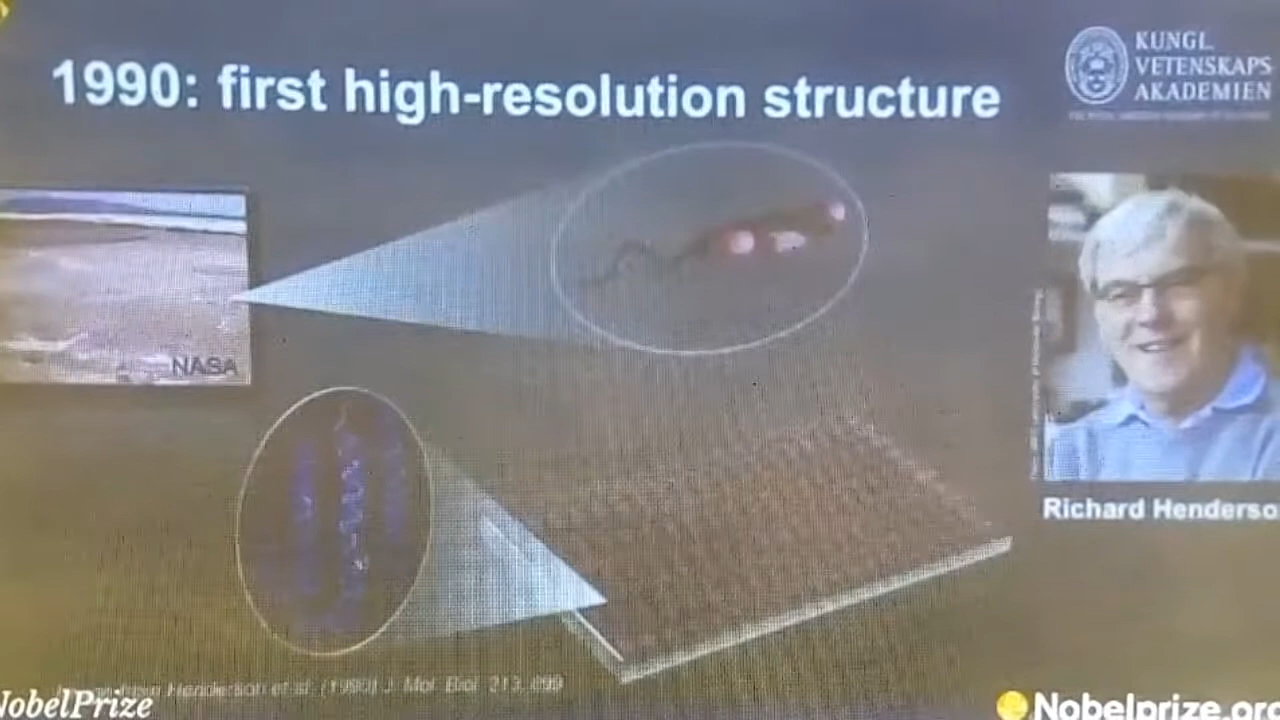 1990: first high-resolution structure
KUNGL.
VETENSKAPS
AKADEMIEN
NASA
Richard Henderso
Henderson et al. (1990) J. Mol. Biol. 213, 899
NobelPrize
Nobelprize.org